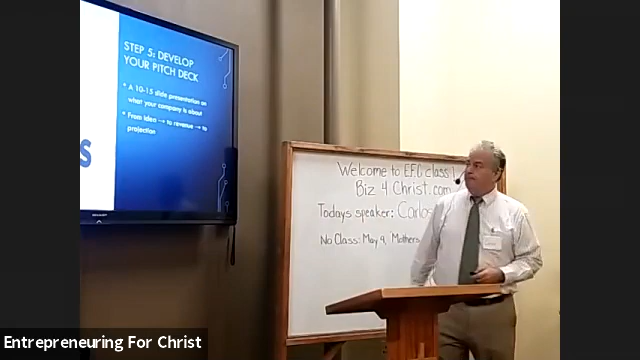 STEP 5: DEVELOP
YOUR PITCH DECK
A 10-15 slide presentation on
what your company is about
From idea → to revenue → to
projection
S
SHARP
Welcome to EFC class!
Biz 4 Christ.com
Todays speaker: Carlos
No Class: May 9, Mothers
Entrepreneuring For Christ